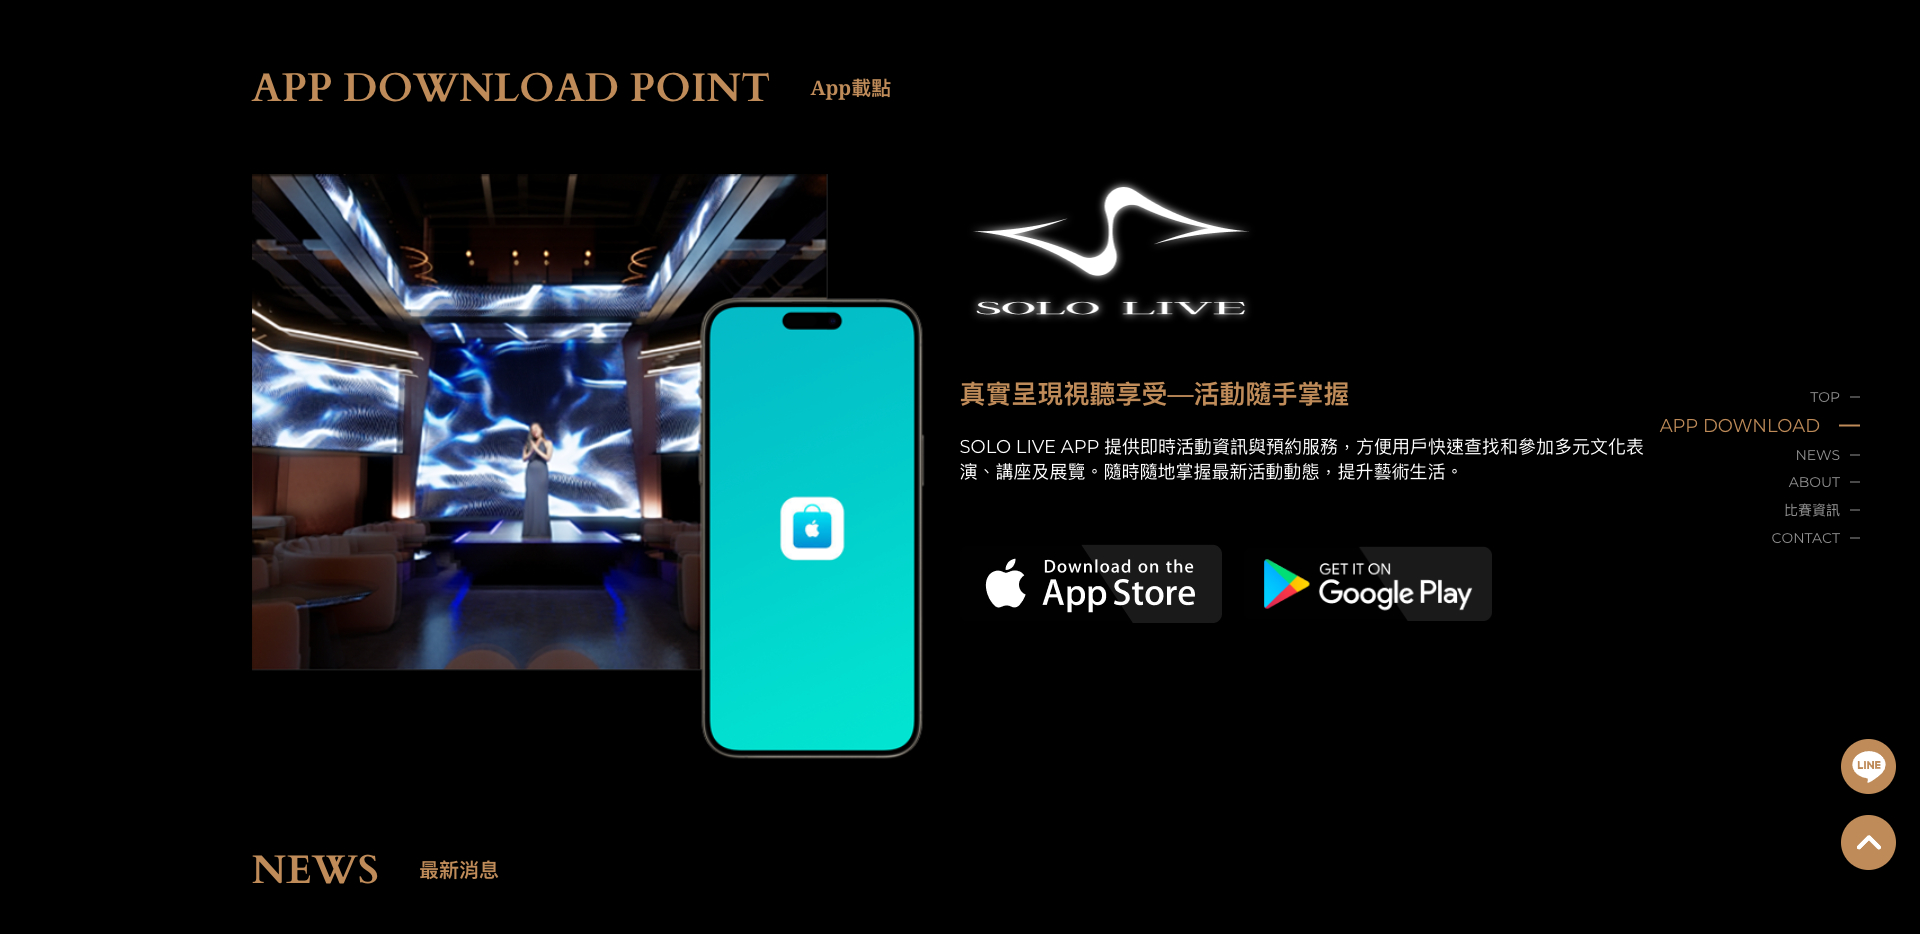 APP DOWNLOAD POINT
App載點
SOLO LIVE
真實呈現視聽享受—活動隨手掌握
SOLO LIVE APP 提供即時活動資訊與預約服務，方便用戶快速查找和參加多元文化表
演、講座及展覽。隨時隨地掌握最新活動動態，提升藝術生活。
Download on the
App Store
GET IT ON
Google Play
TOP
APP DOWNLOAD
NEWS
ABOUT
比賽資訊
CONTACT
LINE
NEWS
最新消息